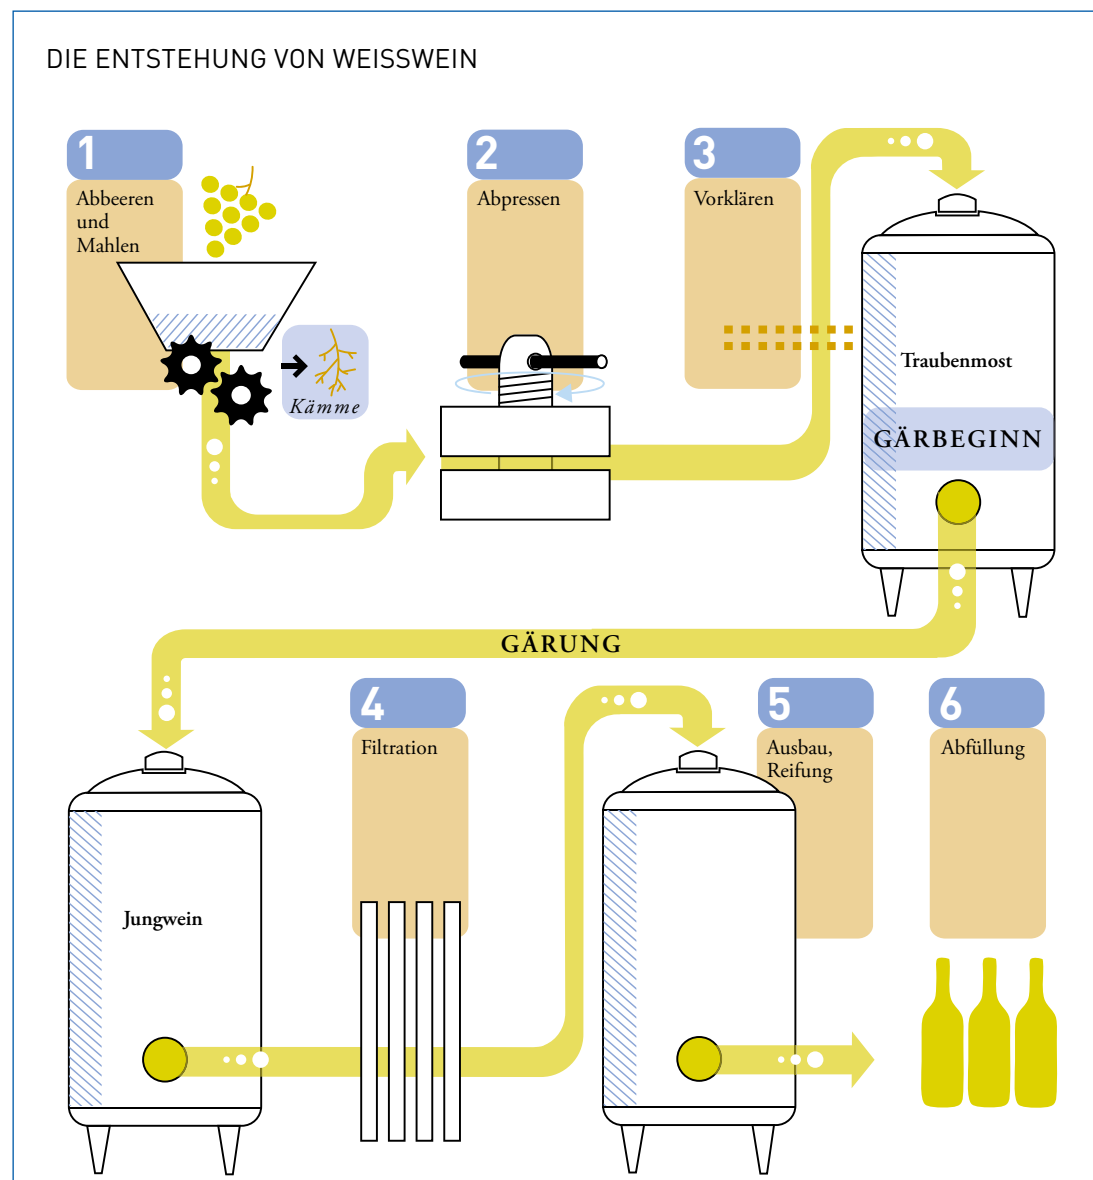 DIE ENTSTEHUNG VON WEISSWEIN
1
Abbeeren
und
Mahlen
Kämme
2
Abpressen
3
Vorklären
Traubenmost
GÄRBEGINN
GÄRUNG
Jungwein
4
Filtration
5
Ausbau,
Reifung
6
Abfüllung